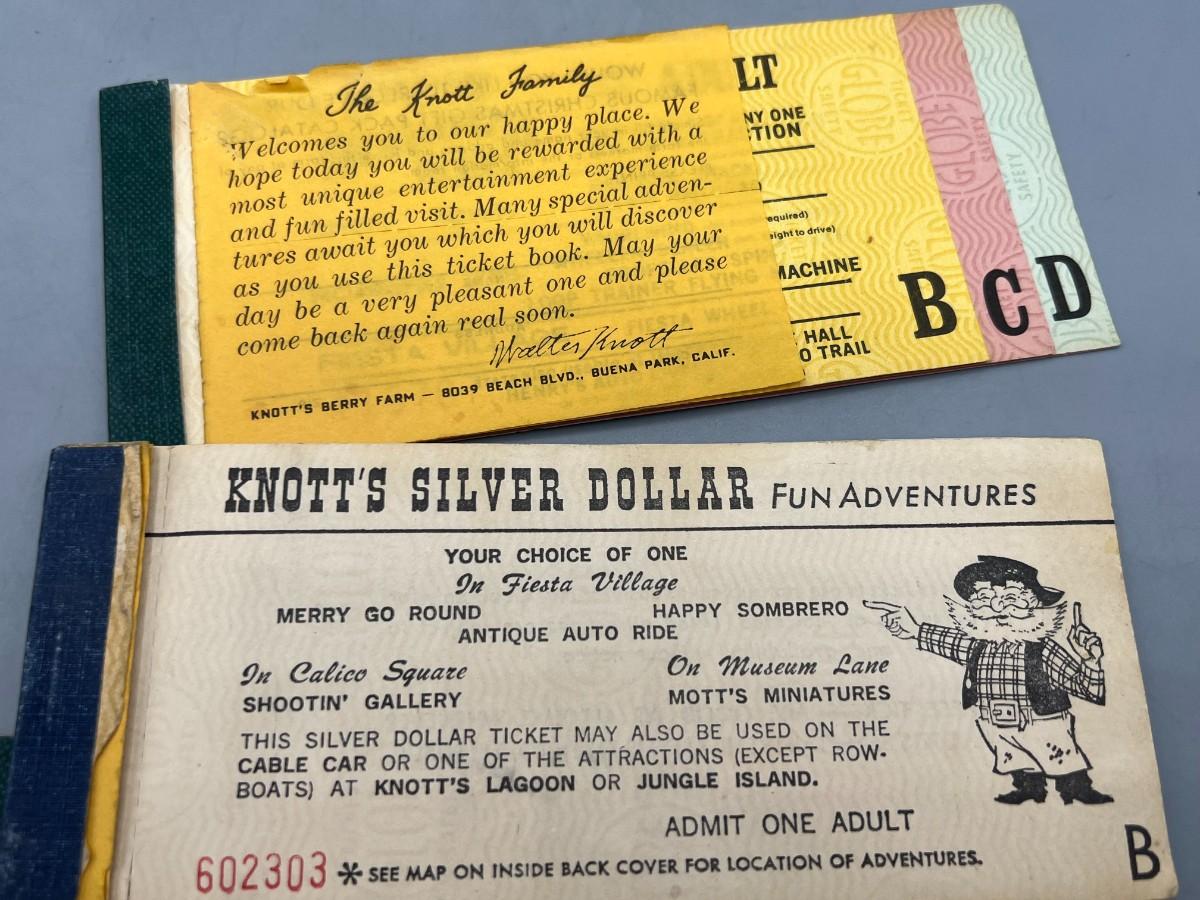 The Knott Family
Welcomes you to our happy place. We
hope today you will be rewarded with a
most unique entertainment experience
and fun filled visit. Many special adven-
tures await you which you will discover
as you use this ticket book. May your
day be a very pleasant one and please
come back again real soon.
Walter Knott
KNOTT'S BERRY FARM — 8039 BEACH BLVD., BUENA PARK, CALIF.
LT
NY ONE
TION
equired)
eight to drive)
MACHINE
HALL
O TRAIL
B C D
GLOBE
SAFETY
KNOTT'S SILVER DOLLAR FUN ADVENTURES
YOUR CHOICE OF ONE
In Fiesta Village
MERRY GO ROUND HAPPY SOMBRERO
ANTIQUE AUTO RIDE
In Calico Square On Museum Lane
SHOOTIN' GALLERY MOTT'S MINIATURES
THIS SILVER DOLLAR TICKET MAY ALSO BE USED ON THE
CABLE CAR OR ONE OF THE ATTRACTIONS (EXCEPT ROW-
BOATS) AT KNOTT'S LAGOON OR JUNGLE ISLAND.
ADMIT ONE ADULT
602303 * SEE MAP ON INSIDE BACK COVER FOR LOCATION OF ADVENTURES.
B